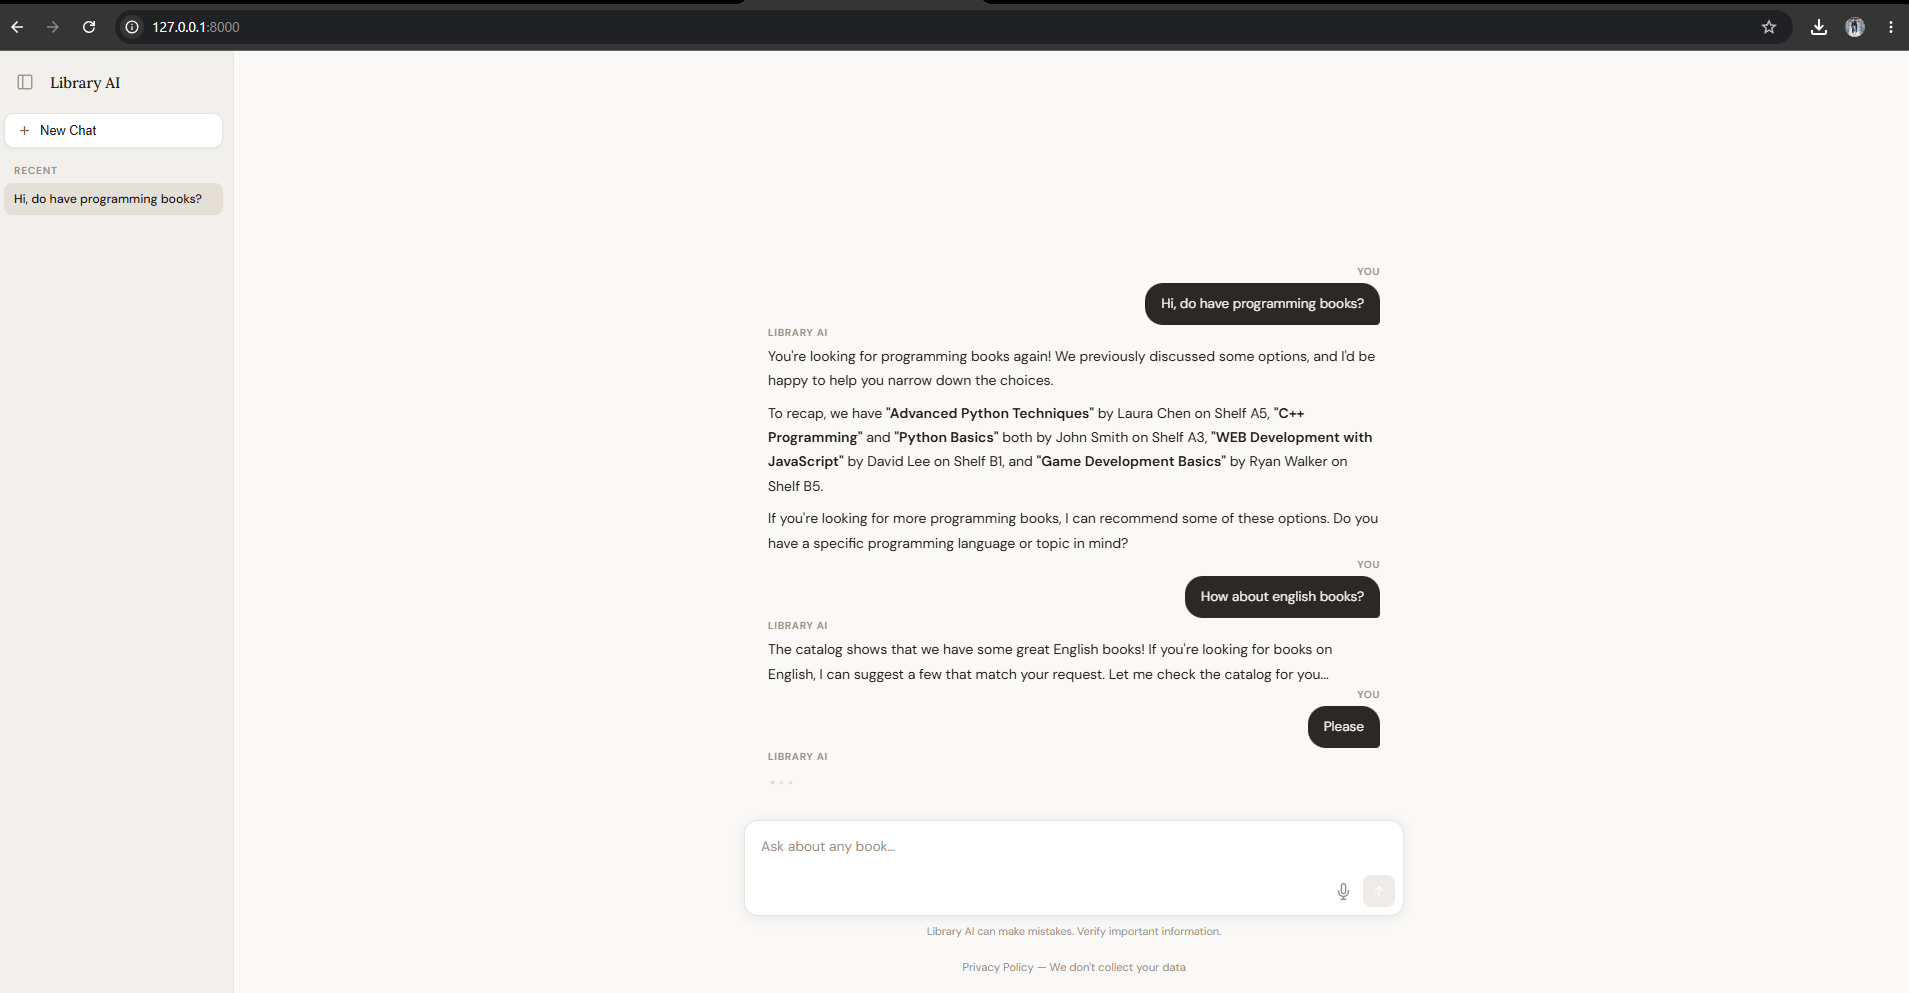 127.0.0.1:8000
Library AI
+ New Chat
RECENT
Hi, do have programming books?
YOU
Hi, do have programming books?
LIBRARY AI
You're looking for programming books again! We previously discussed some options, and I'd be
happy to help you narrow down the choices.
To recap, we have "Advanced Python Techniques" by Laura Chen on Shelf A5, "C++
Programming" and "Python Basics" both by John Smith on Shelf A3, "WEB Development with
JavaScript" by David Lee on Shelf B1, and "Game Development Basics" by Ryan Walker on
Shelf B5.
If you're looking for more programming books, I can recommend some of these options. Do you
have a specific programming language or topic in mind?
YOU
How about english books?
LIBRARY AI
The catalog shows that we have some great English books! If you're looking for books on
English, I can suggest a few that match your request. Let me check the catalog for you...
YOU
Please
LIBRARY AI
Ask about any book...
Library AI can make mistakes. Verify important information.
Privacy Policy — We don't collect your data